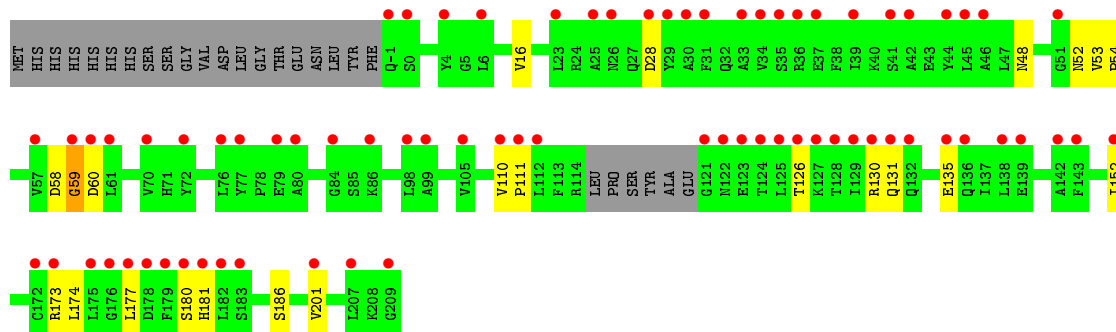 MET HIS HIS HIS HIS HIS HIS SER SER GLY VAL ASP LEU GLY THR GLU ASN LEU TYR PHE Q-1 S0 Y4 G5 L6 V16 L23 R24 A25 N26 Q27 D28 Y29 A30 F31 Q32 A33 V34 S35 R36 E37 F38 I39 K40 S41 A42 E43 Y44 L45 A46 L47 N48 G51 N52 V53 P54
V57 D58 G59 D60 L61 V70 H71 Y72 L76 Y77 P78 E79 A80 G84 S85 K86 L98 A99 V105 V110 P111 L112 F113 R114 LEU PRO SER TYR ALA GLU G121 N122 E123 T124 L125 T126 K127 T128 I129 R130 Q131 Q132 E135 Q136 I137 L138 E139 A142 F143 I152
C172 R173 L174 L175 G176 L177 D178 F179 S180 H181 L182 S183 S186 V201 L207 K208 G209